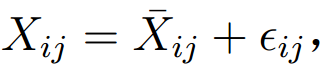 X_{ij} = \bar{X}_{ij} + \epsilon_{ij}，